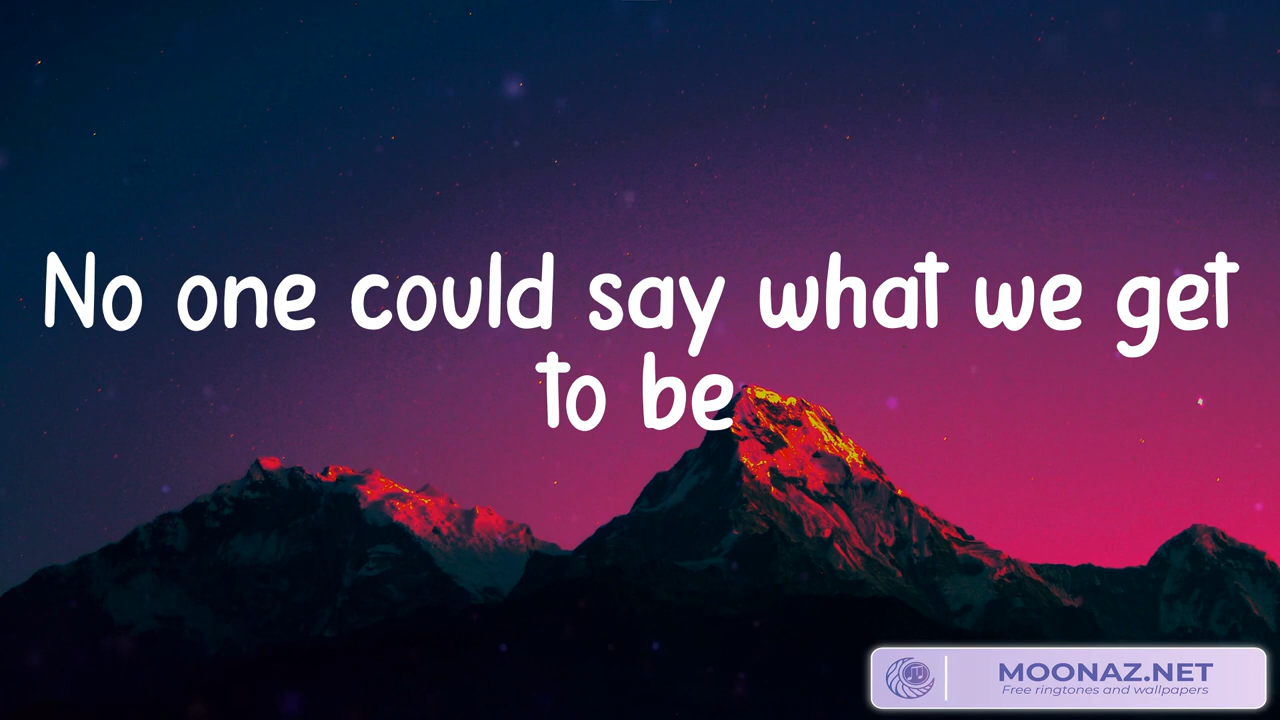 No one could say what we get
to be
MOONAZ.NET
Free ringtones and wallpapers